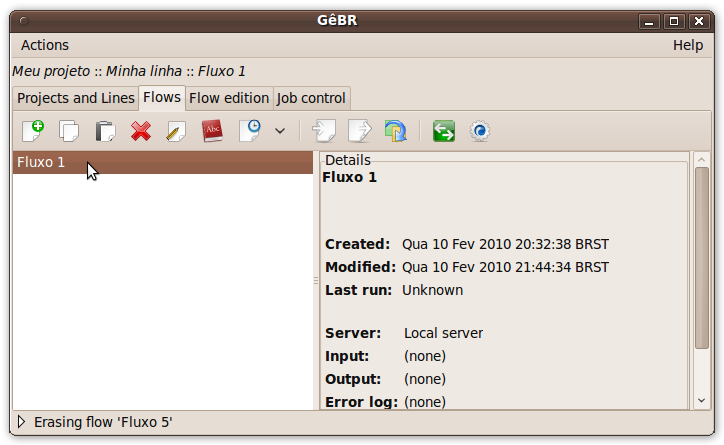 GêBR
Actions Help
Meu projeto :: Minha linha :: Fluxo 1
Projects and Lines Flows Flow edition Job control
Abc
Fluxo 1
Details
Fluxo 1
Created: Qua 10 Fev 2010 20:32:38 BRST
Modified: Qua 10 Fev 2010 21:44:34 BRST
Last run: Unknown
Server: Local server
Input: (none)
Output: (none)
Error log: (none)
Erasing flow 'Fluxo 5'